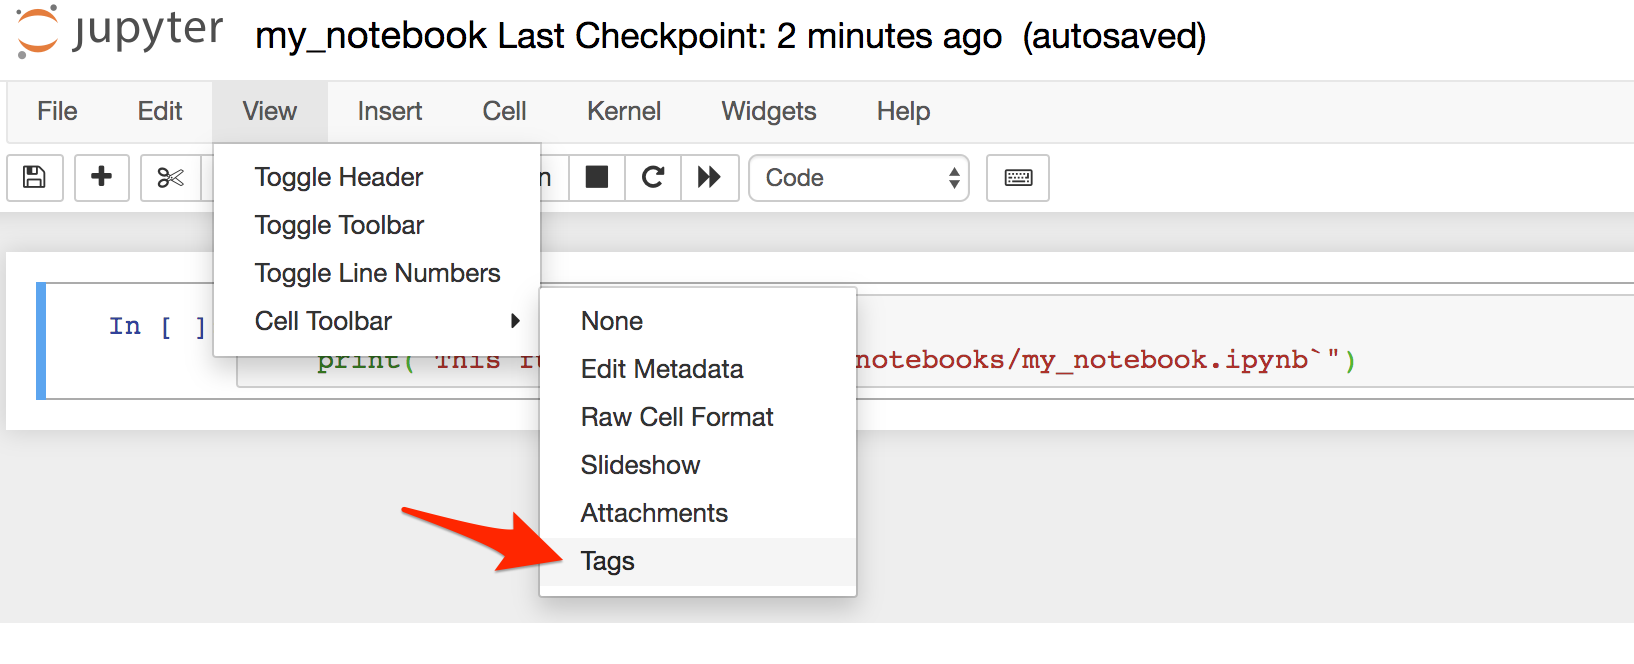 jupyter my_notebook Last Checkpoint: 2 minutes ago (autosaved)
File Edit View Insert Cell Kernel Widgets Help
Code
Toggle Header
Toggle Toolbar
Toggle Line Numbers
Cell Toolbar
In [ ]
print( This notebooks/my_notebook.ipynb`")
None
Edit Metadata
Raw Cell Format
Slideshow
Attachments
Tags